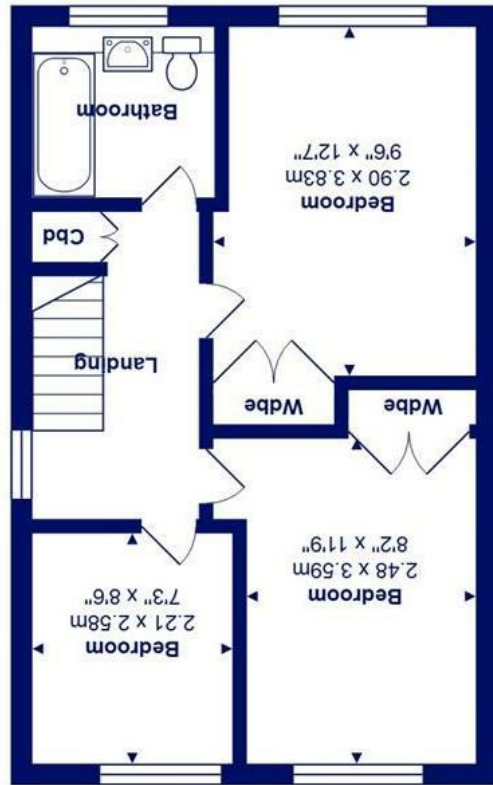 Bedroom
2.48 x 3.59m
8'2" x 11'9"
Bedroom
2.21 x 2.58m
7'3" x 8'6"
Wdbe
Wdbe
Landing
Cbd
Bedroom
2.90 x 3.83m
9'6" x 12'7"
Bathroom